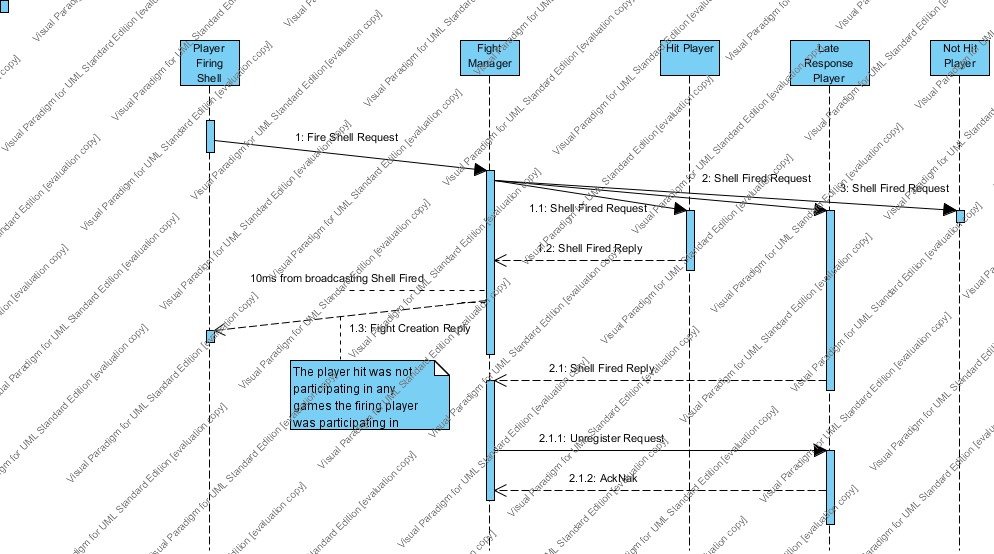 Player
Firing
Shell
Fight
Manager
Hit Player
Late
Response
Player
Not Hit
Player
1: Fire Shell Request
2: Shell Fired Request
3: Shell Fired Request
1.1: Shell Fired Request
1.2: Shell Fired Reply
10ms from broadcasting Shell Fired
1.3: Fight Creation Reply
The player hit was not
participating in any
games the firing player
was participating in
2.1: Shell Fired Reply
2.1.1: Unregister Request
2.1.2: AckNak
Visual Paradigm for UML Standard Edition [evaluation copy]